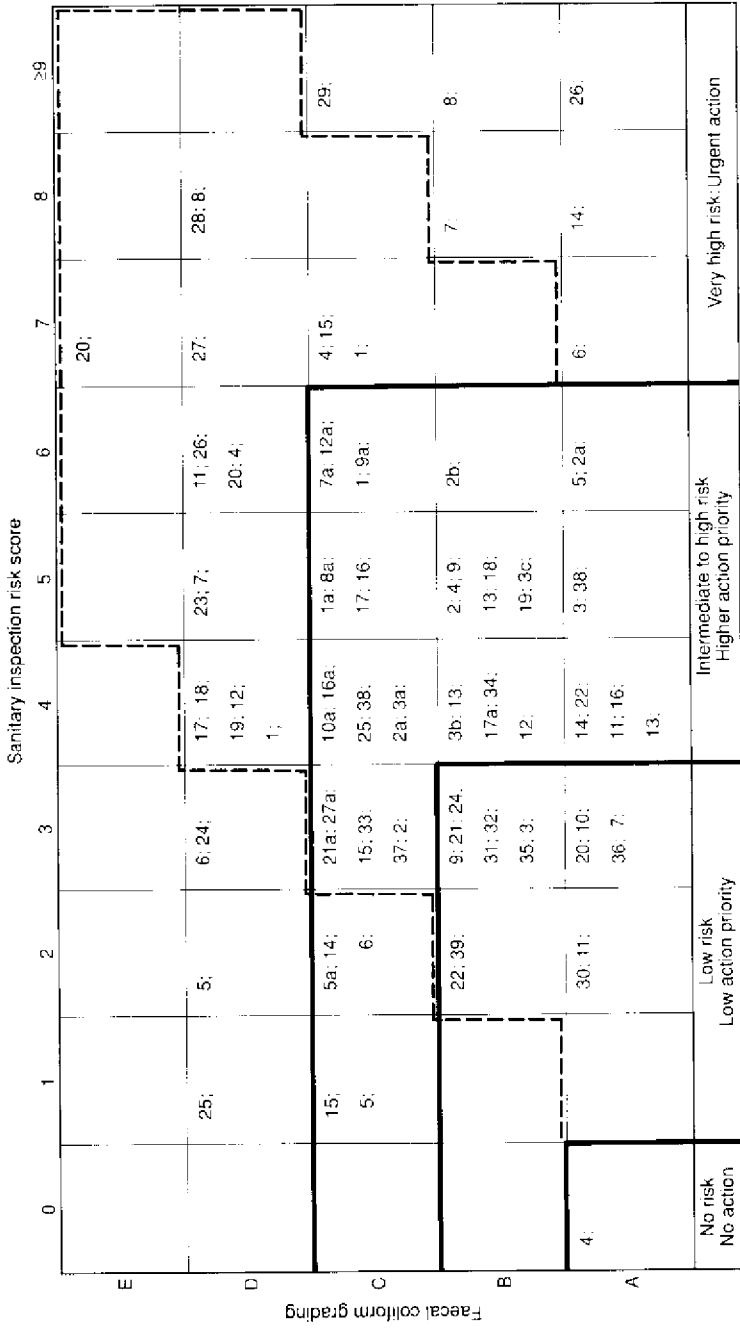 Sanitary inspection risk score
0 1 2 3 4 5 6 7 8 ≥9
Faecal coliform grading
E
20;
D
25;
5;
6; 24;
17; 18;
19; 12;
1;
23; 7;
11; 26;
20; 4;
27;
28; 8;
C
15;
5;
5a; 14;
6;
21a; 27a;
15; 33;
37; 2;
10a; 16a;
25; 38;
2a; 3a;
1a; 8a;
17; 16;
7a; 12a;
1; 9a;
4; 15;
1;
29;
B
22; 39;
9; 21; 24.
31; 32;
35; 3;
3b; 13;
17a; 34;
12.
2; 4; 9;
13; 18;
19; 3c;
2b;
7;
8;
A
4;
30; 11;
20; 10;
36; 7;
14; 22;
11; 16;
13.
3; 38;
5; 2a;
6;
14;
26;
No risk
No action
Low risk
Low action priority
Intermediate to high risk
Higher action priority
Very high risk: Urgent action